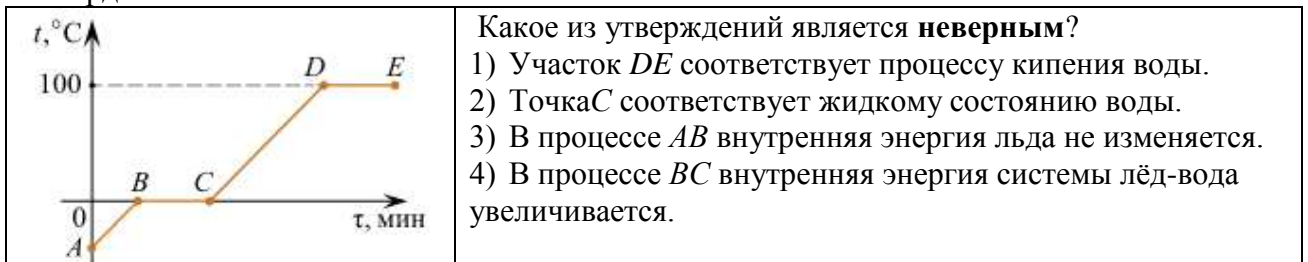 t,°C
100
D
E
B
C
0
τ, мин
A
Какое из утверждений является неверным?
1) Участок DE соответствует процессу кипения воды.
2) ТочкаC соответствует жидкому состоянию воды.
3) В процессе AB внутренняя энергия льда не изменяется.
4) В процессе BC внутренняя энергия системы лёд-вода
увеличивается.